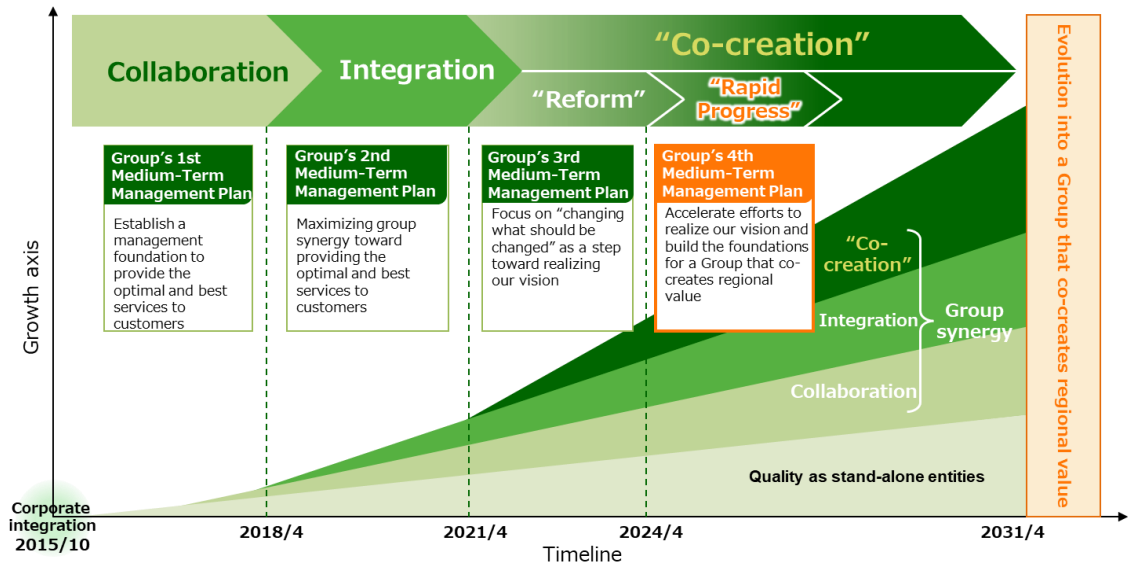 Collaboration
Integration
“Co-creation”
“Reform”
“Rapid
Progress”
Group’s 1st
Medium-Term
Management Plan
Establish a
management
foundation to
provide the
optimal and best
services to
customers
Group’s 2nd
Medium-Term
Management Plan
Maximizing group
synergy toward
providing the
optimal and best
services to
customers
Group’s 3rd
Medium-Term
Management Plan
Focus on “changing
what should be
changed” as a step
toward realizing
our vision
Group’s 4th
Medium-Term
Management Plan
Accelerate efforts to
realize our vision and
build the foundations
for a Group that co-
creates regional
value
“Co-
creation”
Integration
Collaboration
Group
synergy
Quality as stand-alone entities
Evolution into a Group that co-creates regional value
Growth axis
Corporate
integration
2015/10
2018/4
2021/4
2024/4
2031/4
Timeline